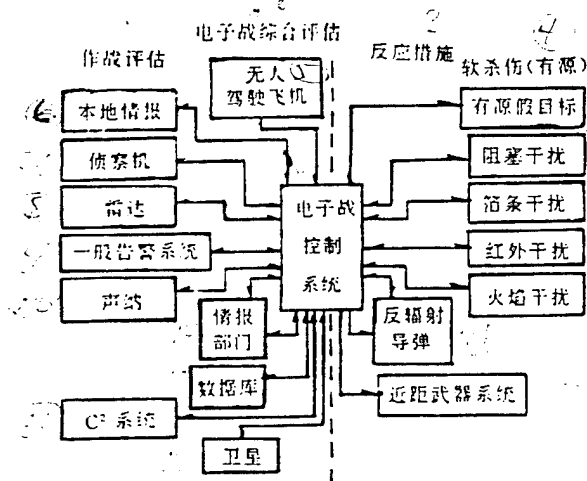 电子战综合评估
作战评估
反应措施
软杀伤(有源)
无人
驾驶飞机
本地情报
有源假目标
侦察机
阻塞干扰
雷达
箔条干扰
电子战
控制
系统
一般告警系统
红外干扰
声呐
火焰干扰
情报
部门
反辐射
导弹
数据库
近距武器系统
C³ 系统
卫星